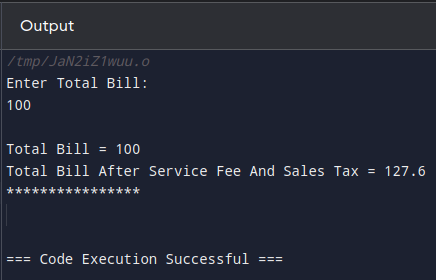 Output
/tmp/JaN2iZ1wuu.o
Enter Total Bill:
100
Total Bill = 100
Total Bill After Service Fee And Sales Tax = 127.6
****************
=== Code Execution Successful ===